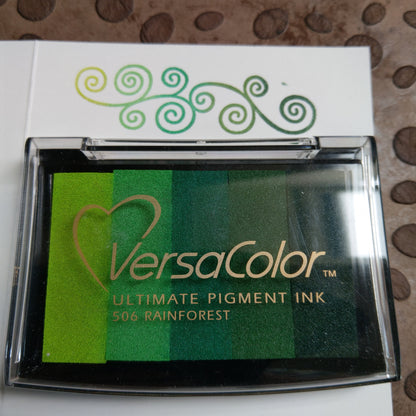 VersaColor™
ULTIMATE PIGMENT INK
506 RAINFOREST